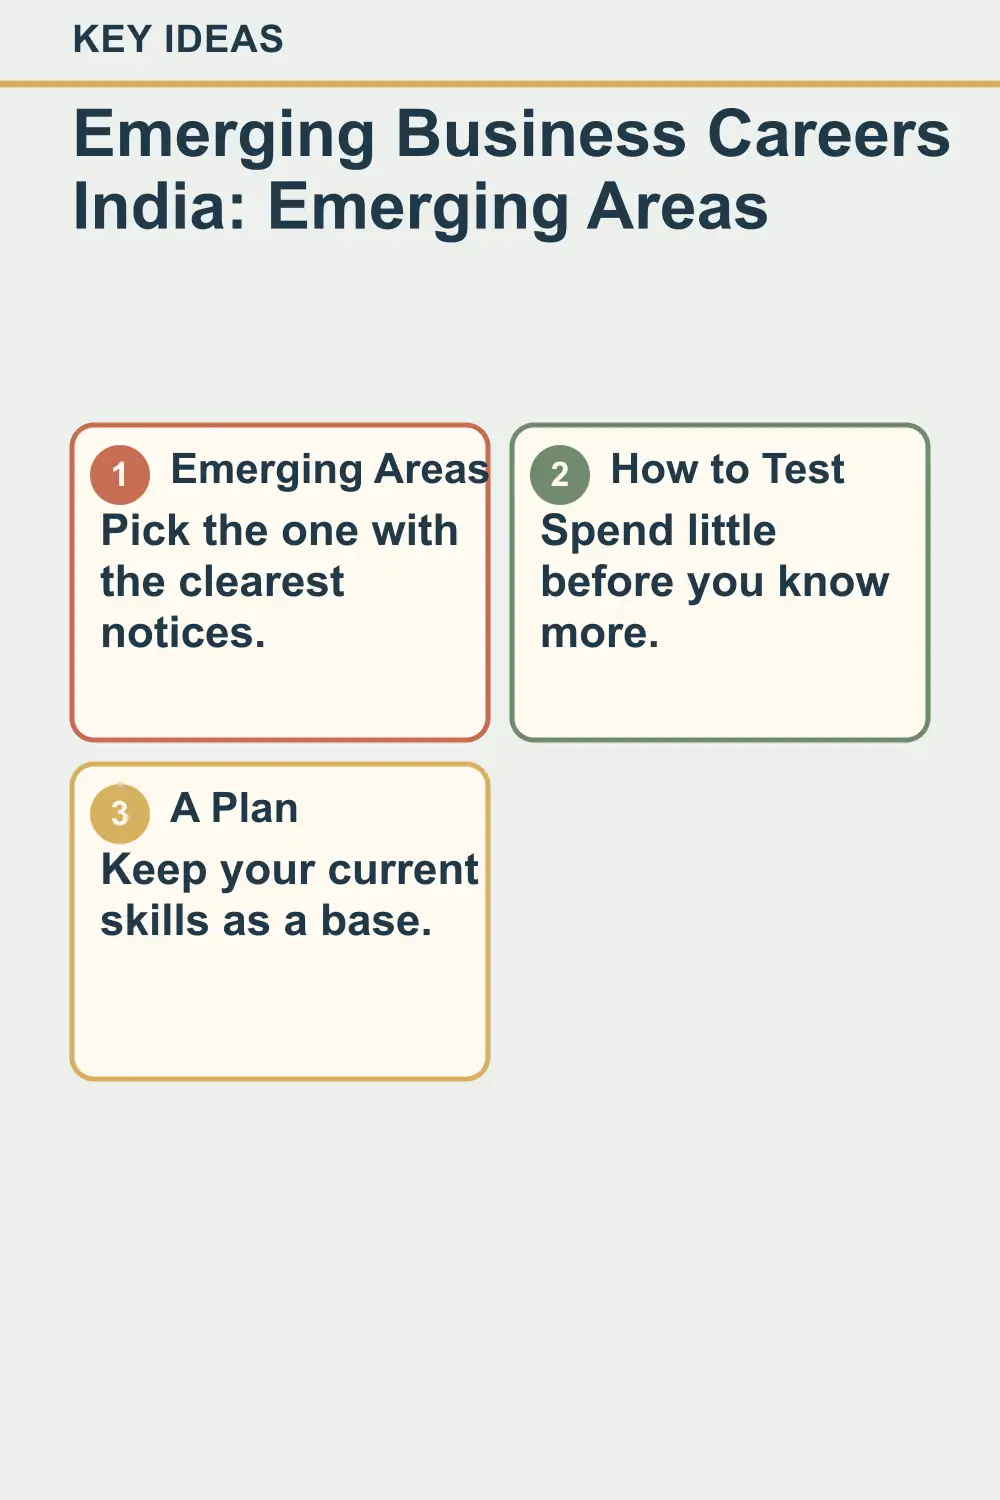 KEY IDEAS
Emerging Business Careers
India: Emerging Areas
1 Emerging Areas
Pick the one with
the clearest
notices.
2 How to Test
Spend little
before you know
more.
3 A Plan
Keep your current
skills as a base.